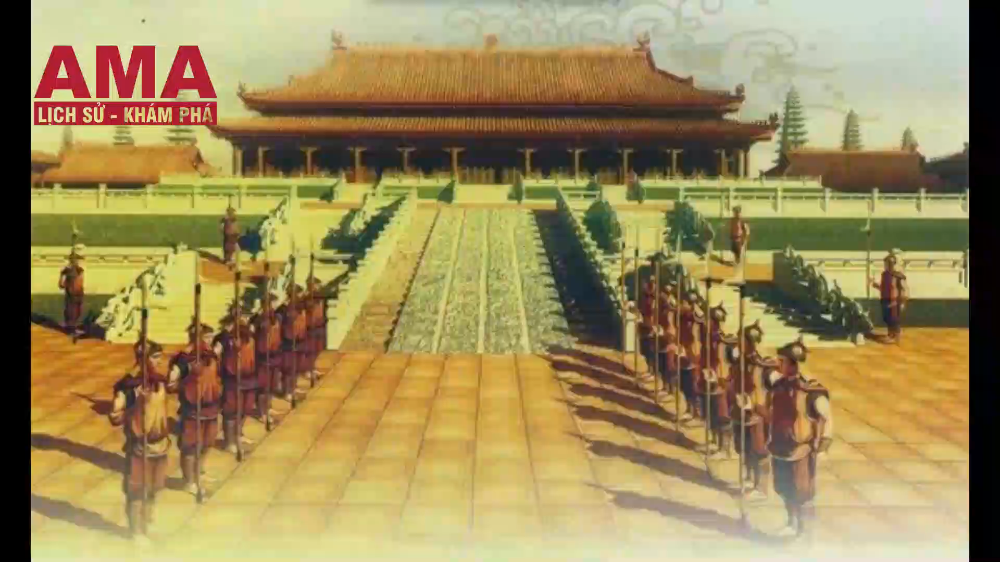 AMA
LỊCH SỬ - KHÁM PHÁ